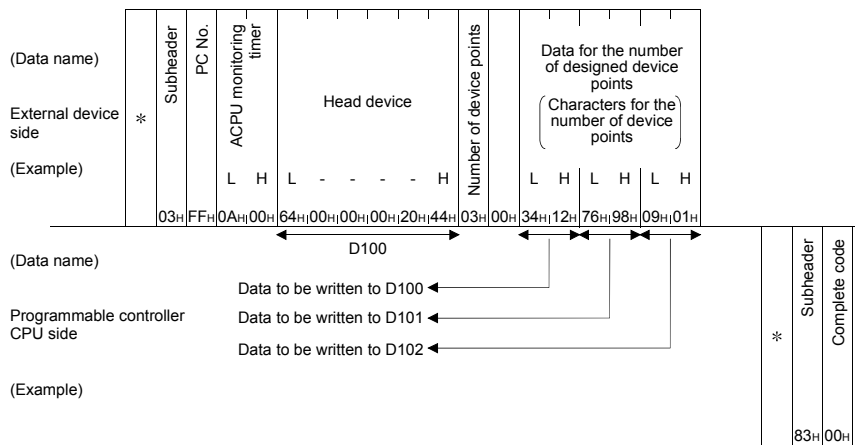 (Data name)
External device
side
(Example)
*
Subheader
PC No.
ACPU monitoring
timer
Head device
Number of device points
Data for the number
of designed device
points
(Characters for the
number of device
points)
L H L - - - - H L H L H L H
03H FFH 0AH 00H 64H 00H 00H 00H 20H 44H 03H 00H 34H 12H 76H 98H 09H 01H
D100
(Data name)
Data to be written to D100
Programmable controller
CPU side
Data to be written to D101
Data to be written to D102
(Example)
*
Subheader
Complete code
83H 00H